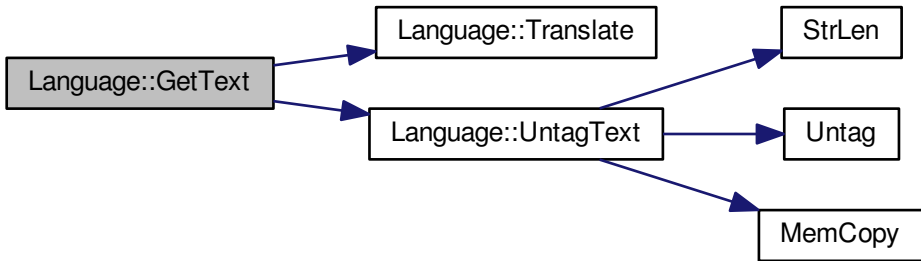 Language::GetText
Language::Translate
Language::UntagText
StrLen
Untag
MemCopy